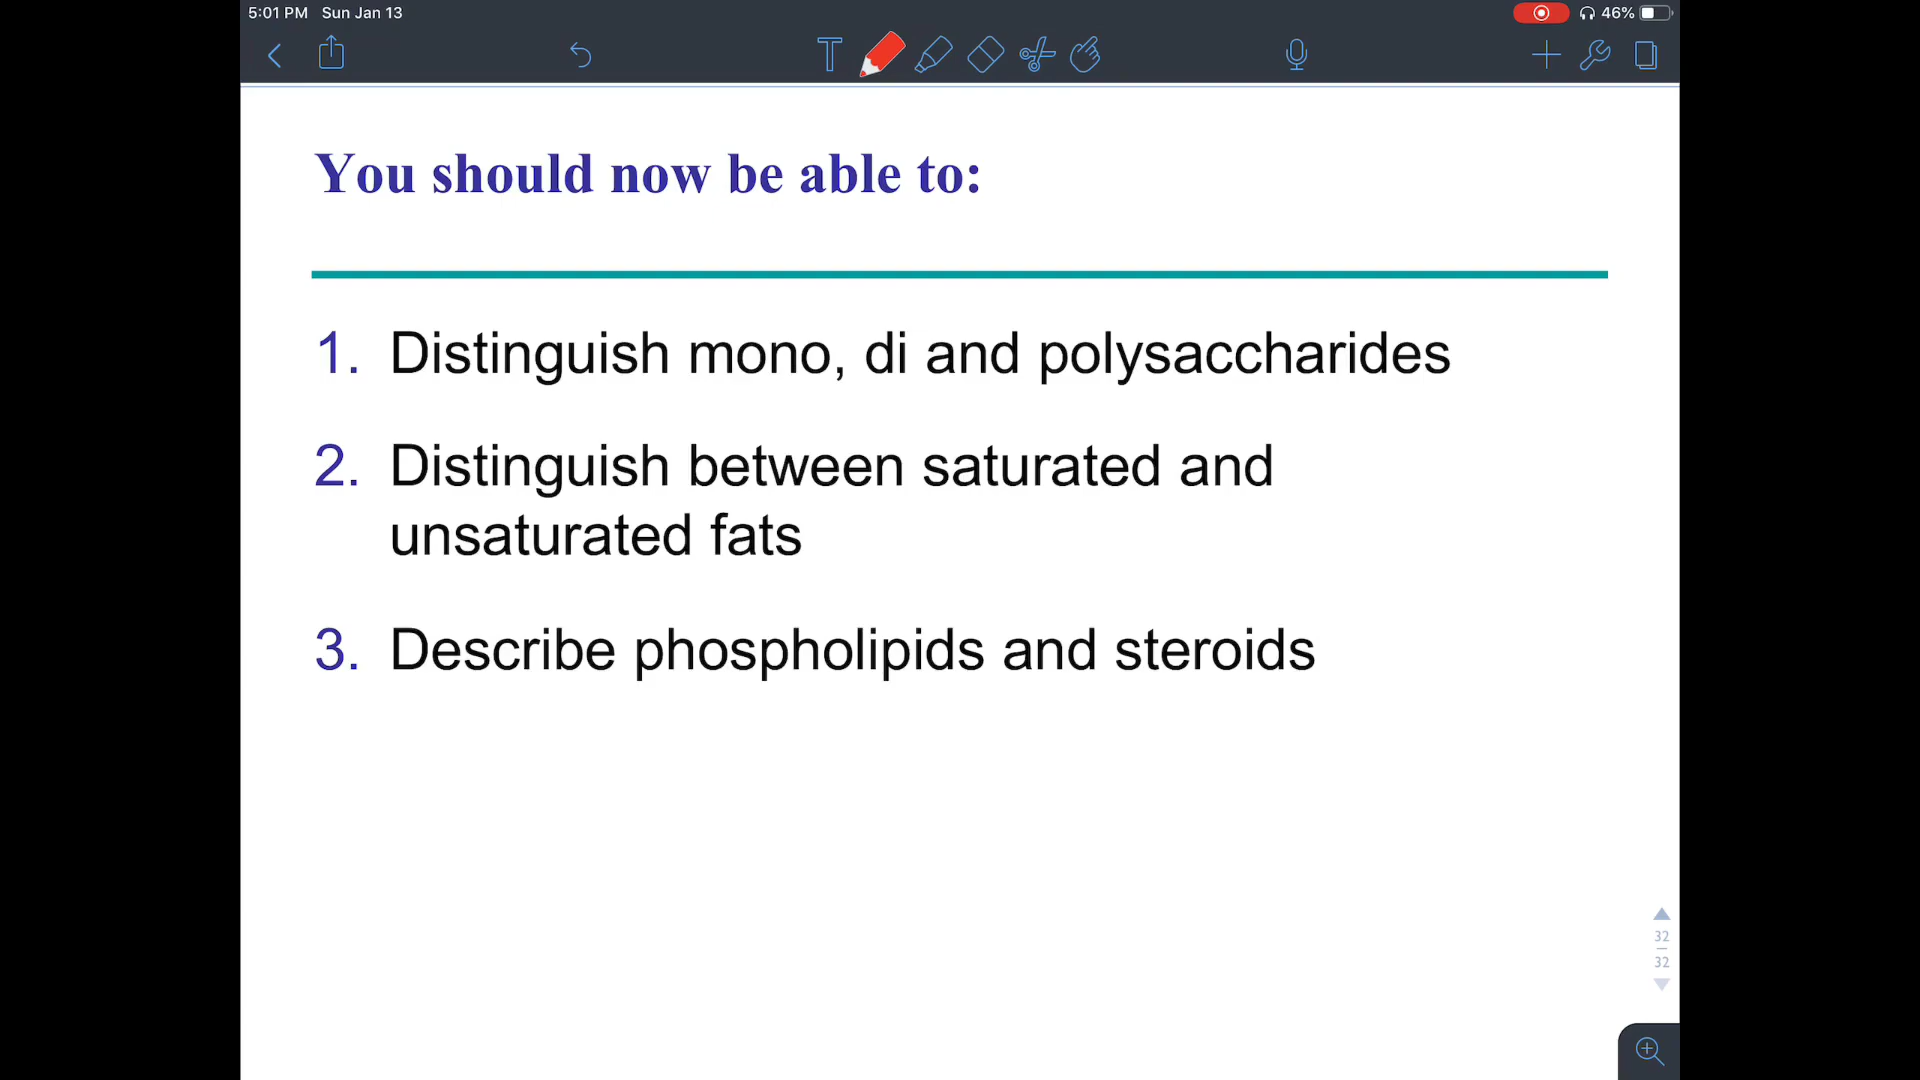 5:01 PM Sun Jan 13
46%
T
You should now be able to:
1. Distinguish mono, di and polysaccharides
2. Distinguish between saturated and
unsaturated fats
3. Describe phospholipids and steroids
32
32